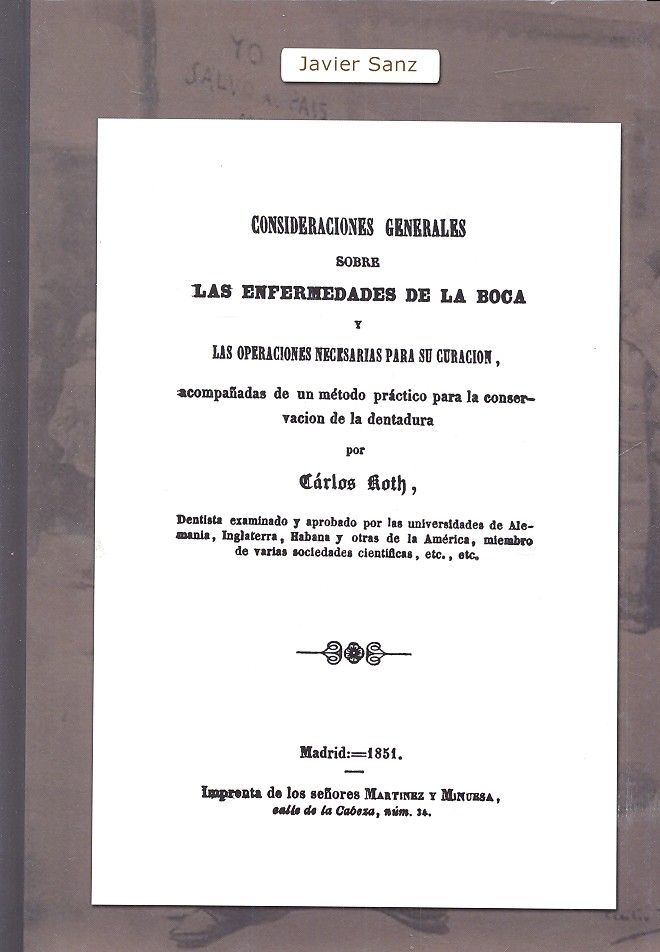 YO
Javier Sanz
CONSIDERACIONES GENERALES
SOBRE
LAS ENFERMEDADES DE LA BOCA
Y
LAS OPERACIONES NECESARIAS PARA SU CURACION,
acompañadas de un método práctico para la conser-
vacion de la dentadura
por
Cárlos Roth,
Dentista examinado y aprobado por las universidades de Ale-
mania, Inglaterra, Habana y otras de la América, miembro
de varias sociedades científicas, etc., etc.
Madrid:=1851.
Imprenta de los señores MARTINEZ Y MINUESA,
calle de la Cabeza, núm. 34.